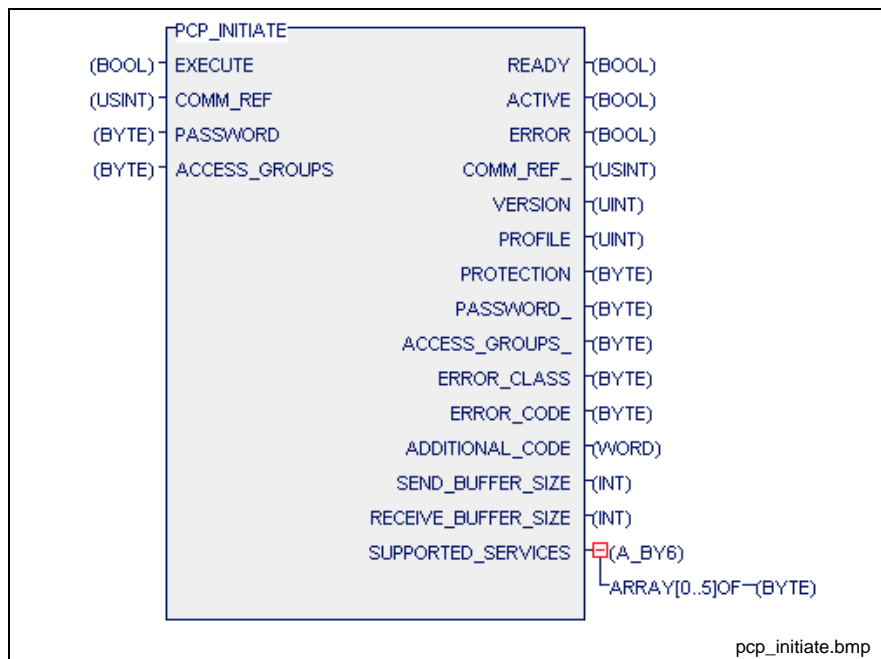 PCP_INITIATE
(BOOL) EXECUTE READY (BOOL)
(USINT) COMM_REF ACTIVE (BOOL)
(BYTE) PASSWORD ERROR (BOOL)
(BYTE) ACCESS_GROUPS COMM_REF_ (USINT)
VERSION (UINT)
PROFILE (UINT)
PROTECTION (BYTE)
PASSWORD_ (BYTE)
ACCESS_GROUPS_ (BYTE)
ERROR_CLASS (BYTE)
ERROR_CODE (BYTE)
ADDITIONAL_CODE (WORD)
SEND_BUFFER_SIZE (INT)
RECEIVE_BUFFER_SIZE (INT)
SUPPORTED_SERVICES (A_BY6)
ARRAY[0..5]OF (BYTE)
pcp_initiate.bmp